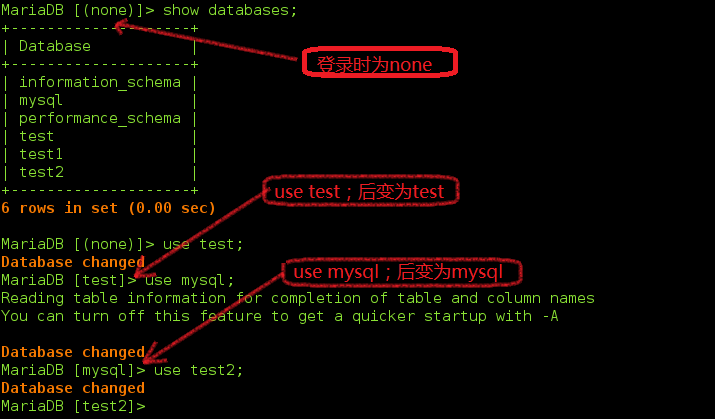 MariaDB [(none)]> show databases;
+--------------------+
| Database           |
+--------------------+
登录时为none
| information_schema |
| mysql              |
| performance_schema |
| test               |
| test1              |
| test2              |
+--------------------+
use test；后变为test
6 rows in set (0.00 sec)
MariaDB [(none)]> use test;
Database changed
use mysql；后变为mysql
MariaDB [test]> use mysql;
Reading table information for completion of table and column names
You can turn off this feature to get a quicker startup with -A
Database changed
MariaDB [mysql]> use test2;
Database changed
MariaDB [test2]>